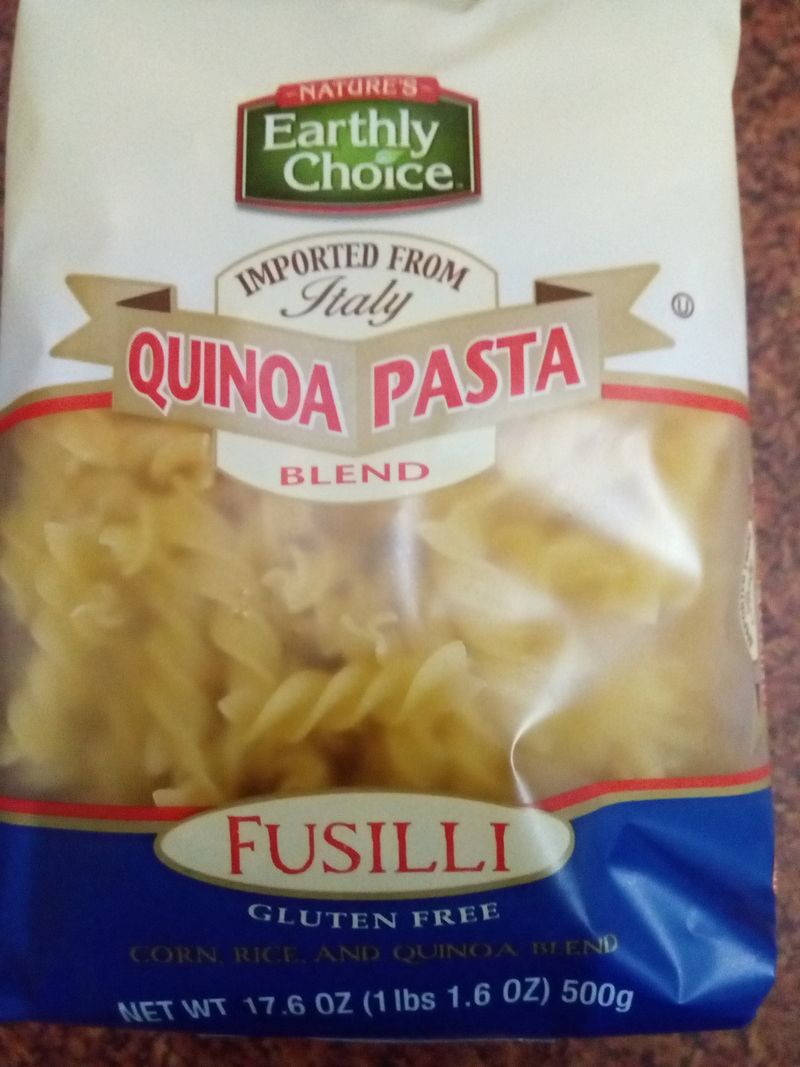 NATURE'S
Earthly
Choice
IMPORTED FROM
Italy
QUINOA PASTA
BLEND
FUSILLI
GLUTEN FREE
CORN, RICE, AND QUINOA BLEND
NET WT 17.6 OZ (1 lbs 1.6 OZ) 500g